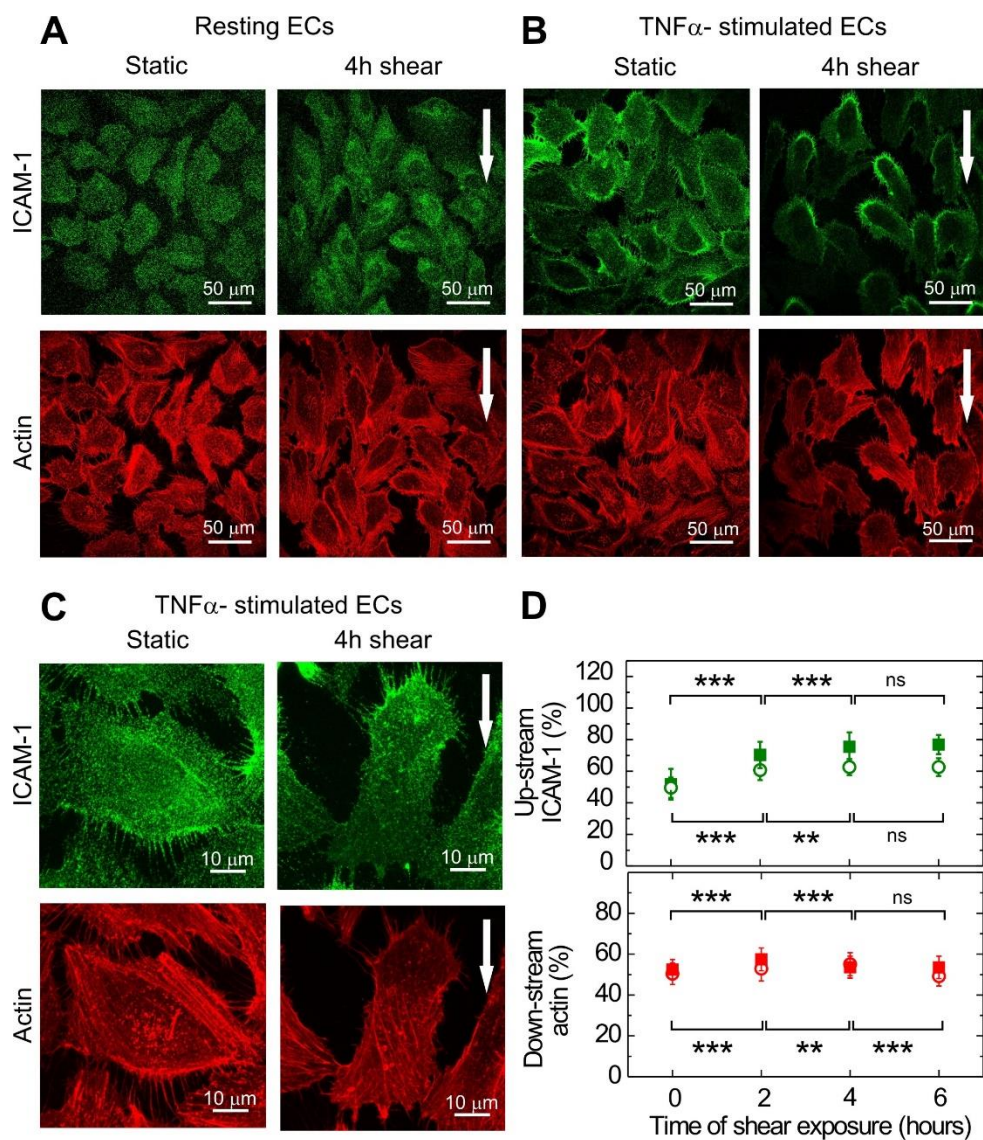 A
Resting ECs
Static
4h shear
B
TNFα- stimulated ECs
Static
4h shear
ICAM-1
50 μm
50 μm
50 μm
50 μm
Actin
50 μm
50 μm
50 μm
50 μm
C
TNFα- stimulated ECs
Static
4h shear
ICAM-1
10 μm
10 μm
Actin
10 μm
10 μm
D
Up-stream
ICAM-1 (%)
120
100
80
60
40
20
0
*** *** ns
*** ** ns
Down-stream
actin (%)
80
60
40
20
0
*** *** ns
*** ** ***
0 2 4 6
Time of shear exposure (hours)